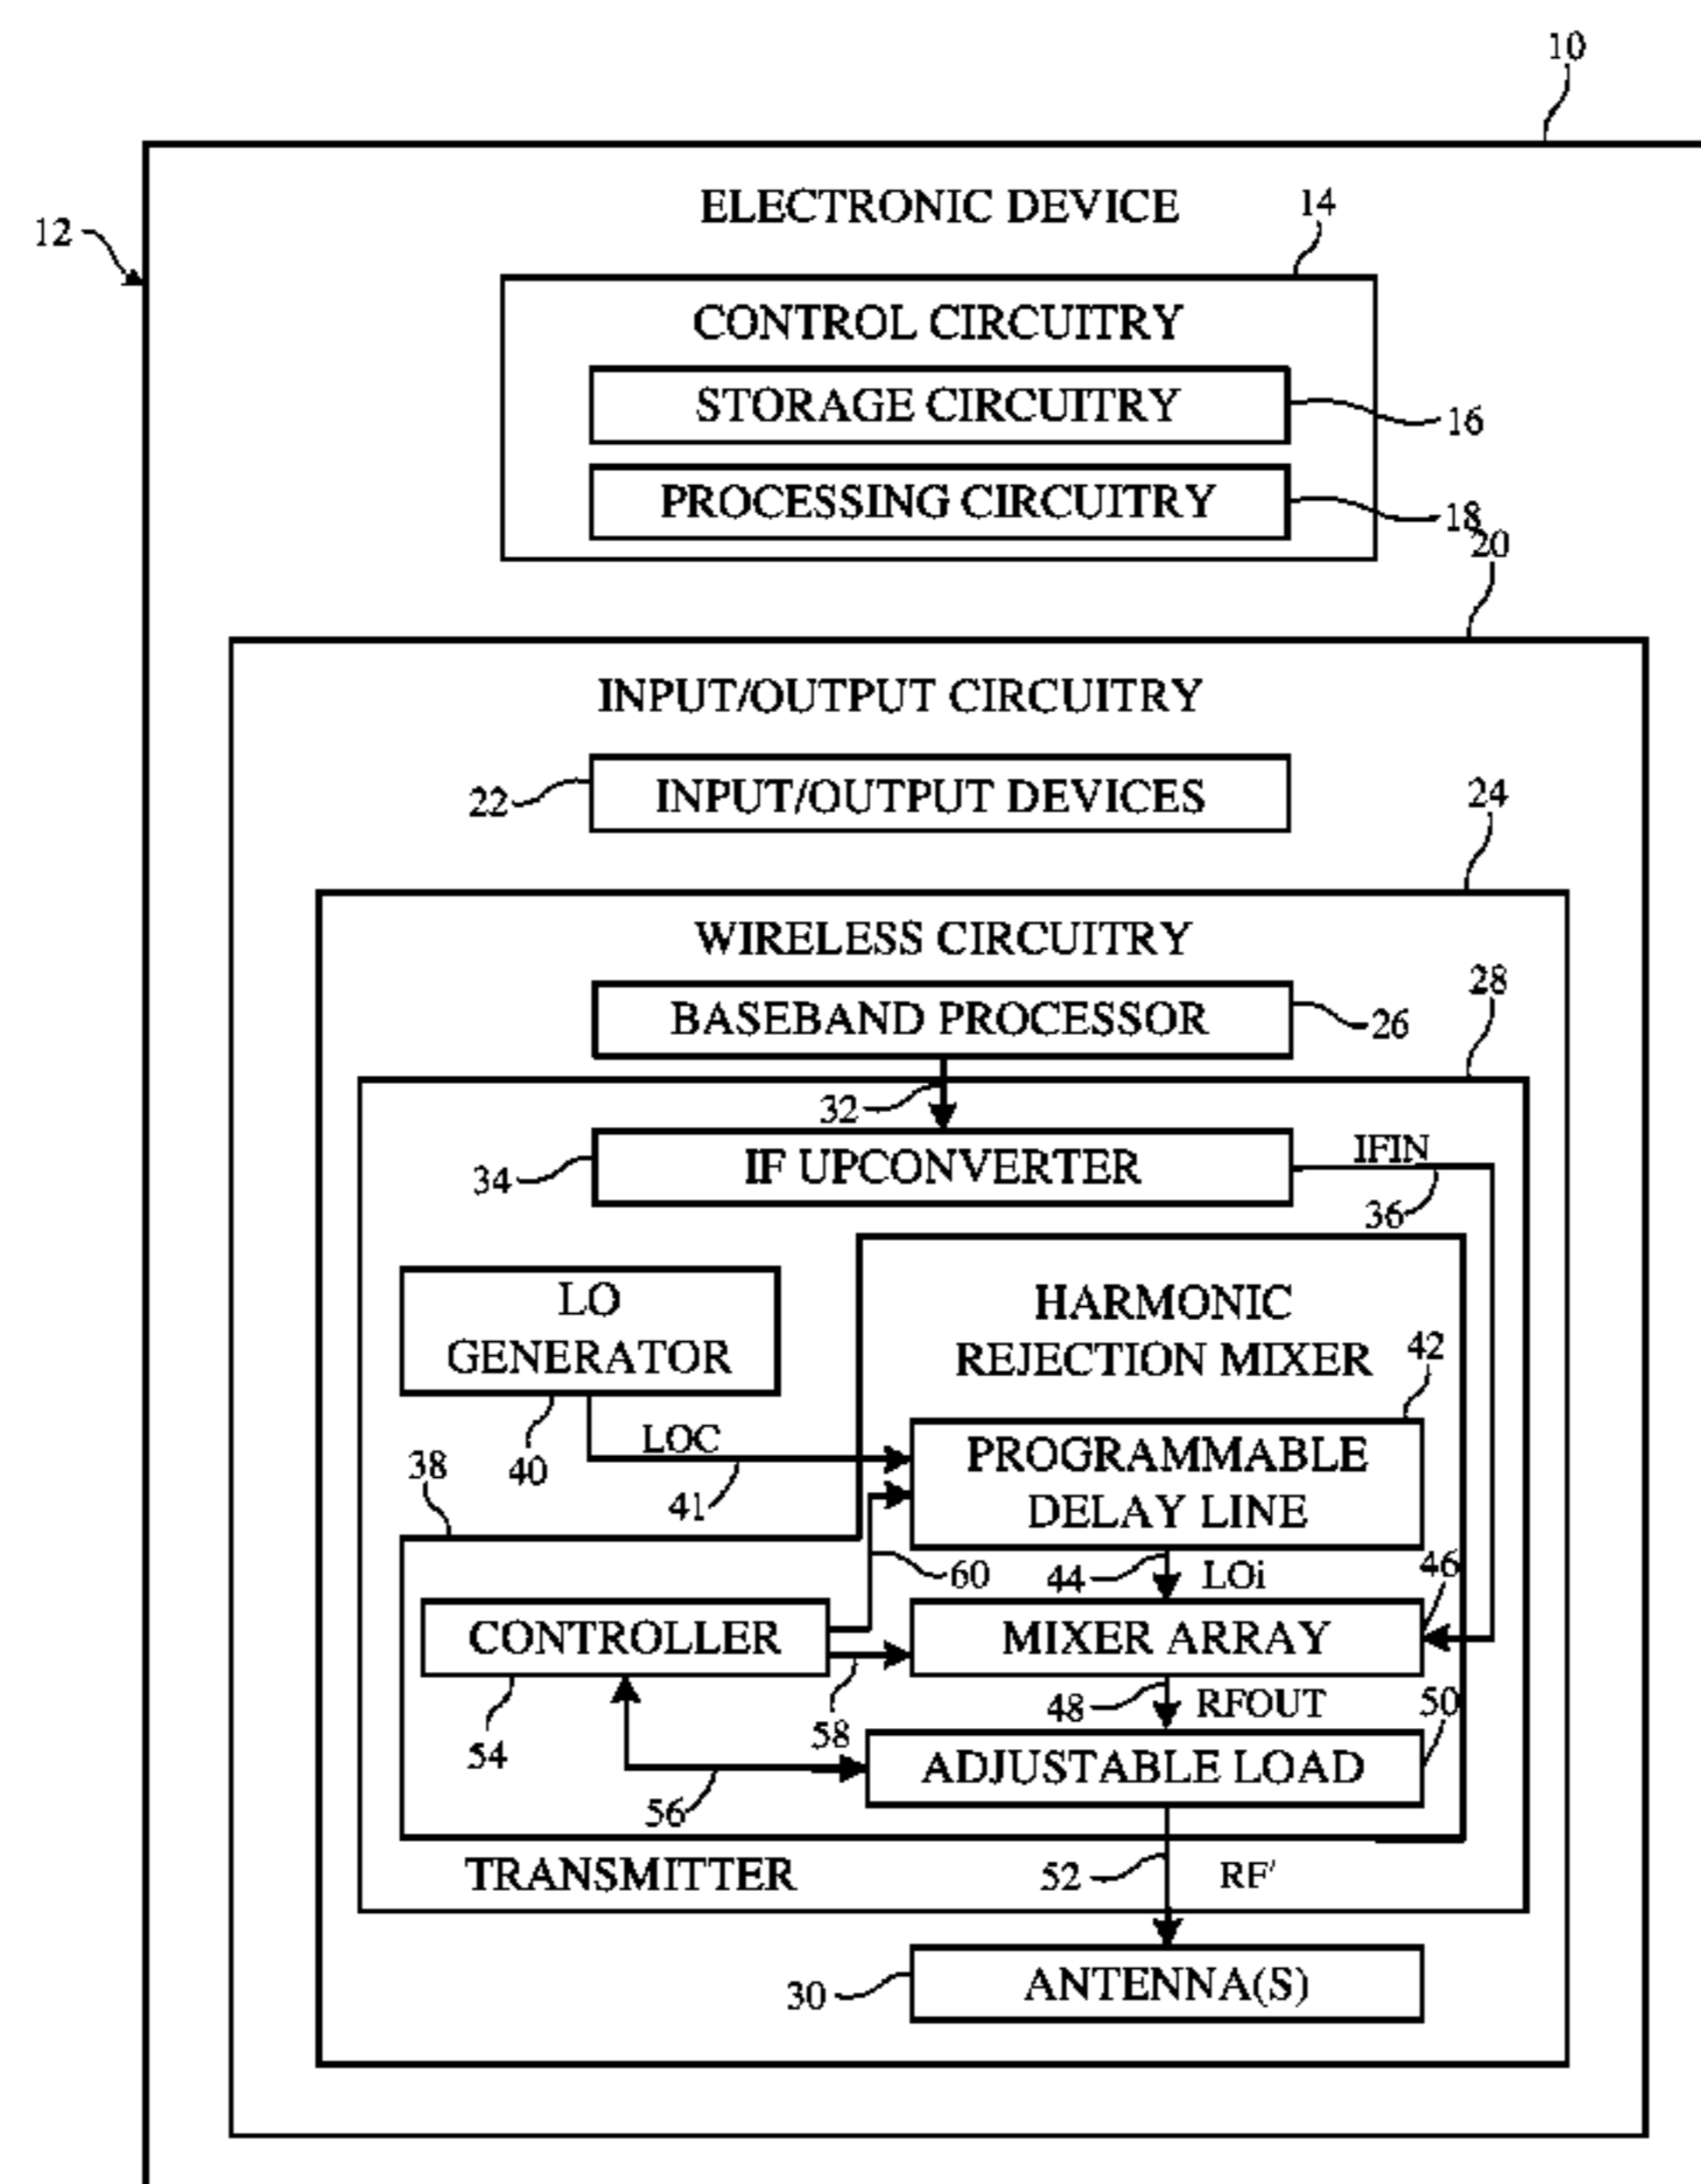 10
ELECTRONIC DEVICE
14
12
CONTROL CIRCUITRY
STORAGE CIRCUITRY
16
PROCESSING CIRCUITRY
18
20
INPUT/OUTPUT CIRCUITRY
22
INPUT/OUTPUT DEVICES
24
WIRELESS CIRCUITRY
28
BASEBAND PROCESSOR
26
32
34
IF UPCONVERTER
IFIN
36
LO
GENERATOR
HARMONIC
REJECTION MIXER
42
38
40
LOC
41
PROGRAMMABLE
DELAY LINE
60
44
LOi
46
CONTROLLER
MIXER ARRAY
54
58
48
RFOUT
50
56
ADJUSTABLE LOAD
TRANSMITTER
52
RF'
30
ANTENNA(S)